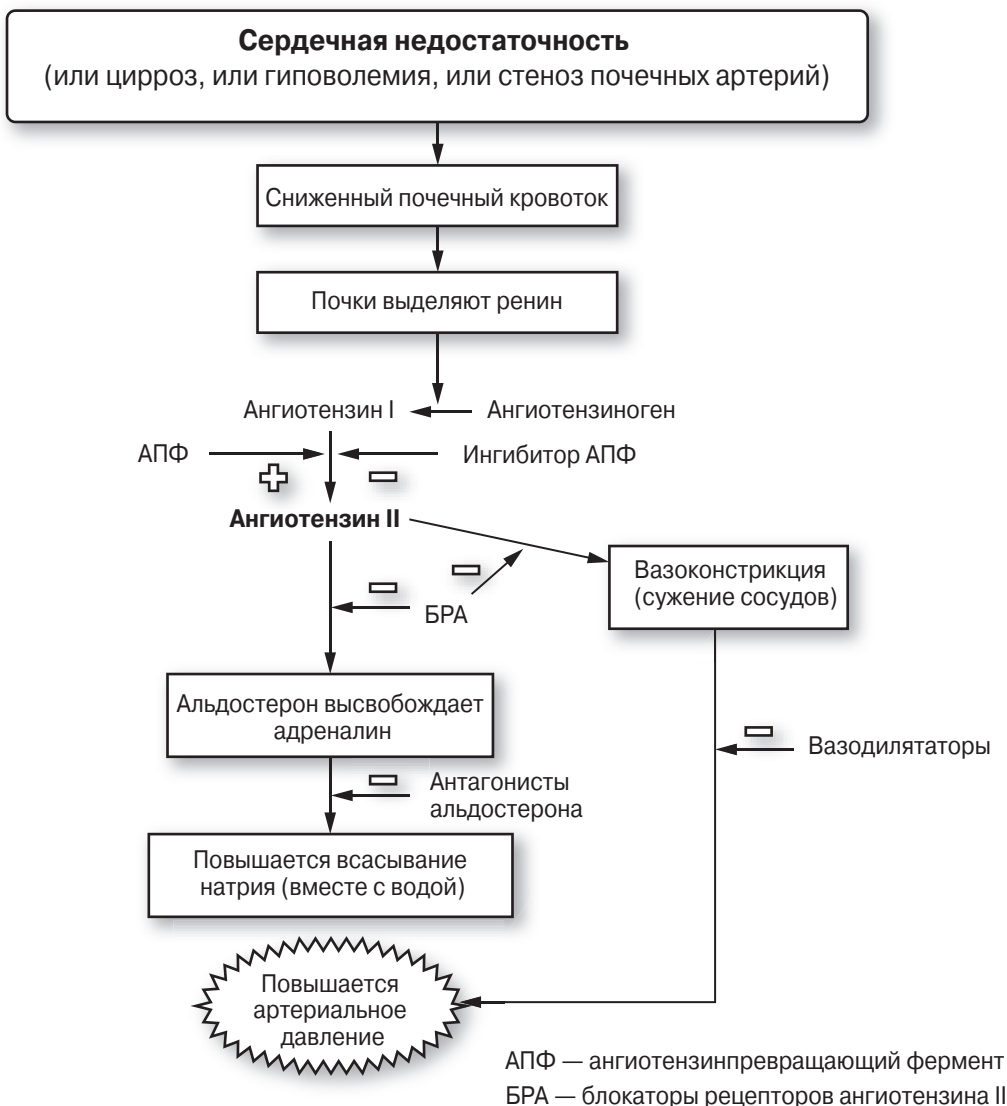 Сердечная недостаточность
(или цирроз, или гиповолемия, или стеноз почечных артерий)
Сниженный почечный кровоток
Почки выделяют ренин
Ангиотензин I
Ангиотензиноген
АПФ
Ингибитор АПФ
Ангиотензин II
Вазоконстрикция
(сужение сосудов)
БРА
Альдостерон высвобождает
адреналин
Вазодилятаторы
Антагонисты
альдостерона
Повышается всасывание
натрия (вместе с водой)
Повышается
артериальное
давление
АПФ — ангиотензинпревращающий фермент
БРА — блокаторы рецепторов ангиотензина II